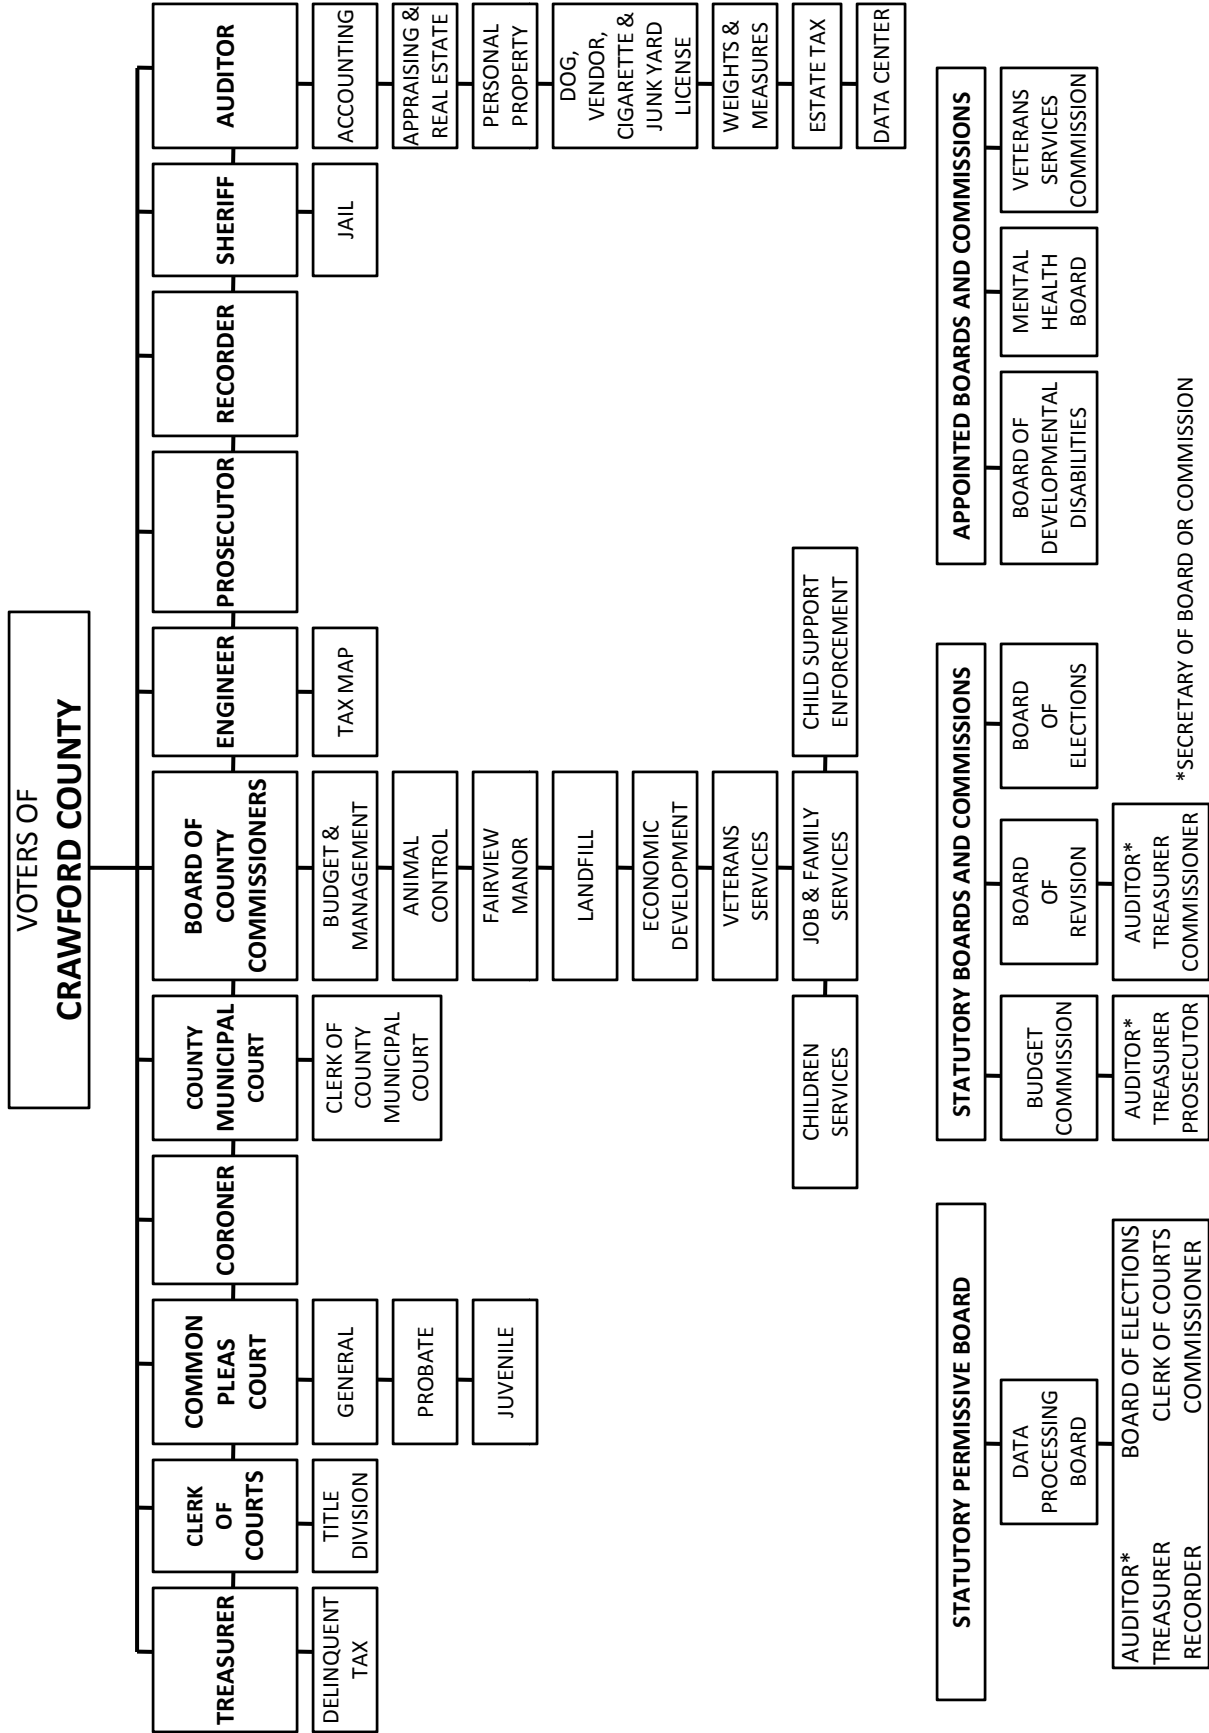 VOTERS OF
CRAWFORD COUNTY
TREASURER
DELINQUENT
TAX
CLERK
OF
COURTS
TITLE
DIVISION
COMMON
PLEAS
COURT
GENERAL
PROBATE
JUVENILE
CORONER
COUNTY
MUNICIPAL
COURT
CLERK OF
COUNTY
MUNICIPAL
COURT
BOARD OF
COUNTY
COMMISSIONERS
BUDGET &
MANAGEMENT
ANIMAL
CONTROL
FAIRVIEW
MANOR
LANDFILL
ECONOMIC
DEVELOPMENT
VETERANS
SERVICES
CHILDREN
SERVICES
JOB & FAMILY
SERVICES
CHILD SUPPORT
ENFORCEMENT
ENGINEER
TAX MAP
PROSECUTOR
RECORDER
SHERIFF
JAIL
AUDITOR
ACCOUNTING
APPRAISING &
REAL ESTATE
PERSONAL
PROPERTY
DOG,
VENDOR,
CIGARETTE &
JUNK YARD
LICENSE
WEIGHTS &
MEASURES
ESTATE TAX
DATA CENTER
STATUTORY PERMISSIVE BOARD
DATA
PROCESSING
BOARD
AUDITOR* BOARD OF ELECTIONS
TREASURER CLERK OF COURTS
RECORDER COMMISSIONER
STATUTORY BOARDS AND COMMISSIONS
BUDGET
COMMISSION
AUDITOR*
TREASURER
PROSECUTOR
BOARD
OF
REVISION
AUDITOR*
TREASURER
COMMISSIONER
BOARD
OF
ELECTIONS
APPOINTED BOARDS AND COMMISSIONS
BOARD OF
DEVELOPMENTAL
DISABILITIES
MENTAL
HEALTH
BOARD
VETERANS
SERVICES
COMMISSION
*SECRETARY OF BOARD OR COMMISSION